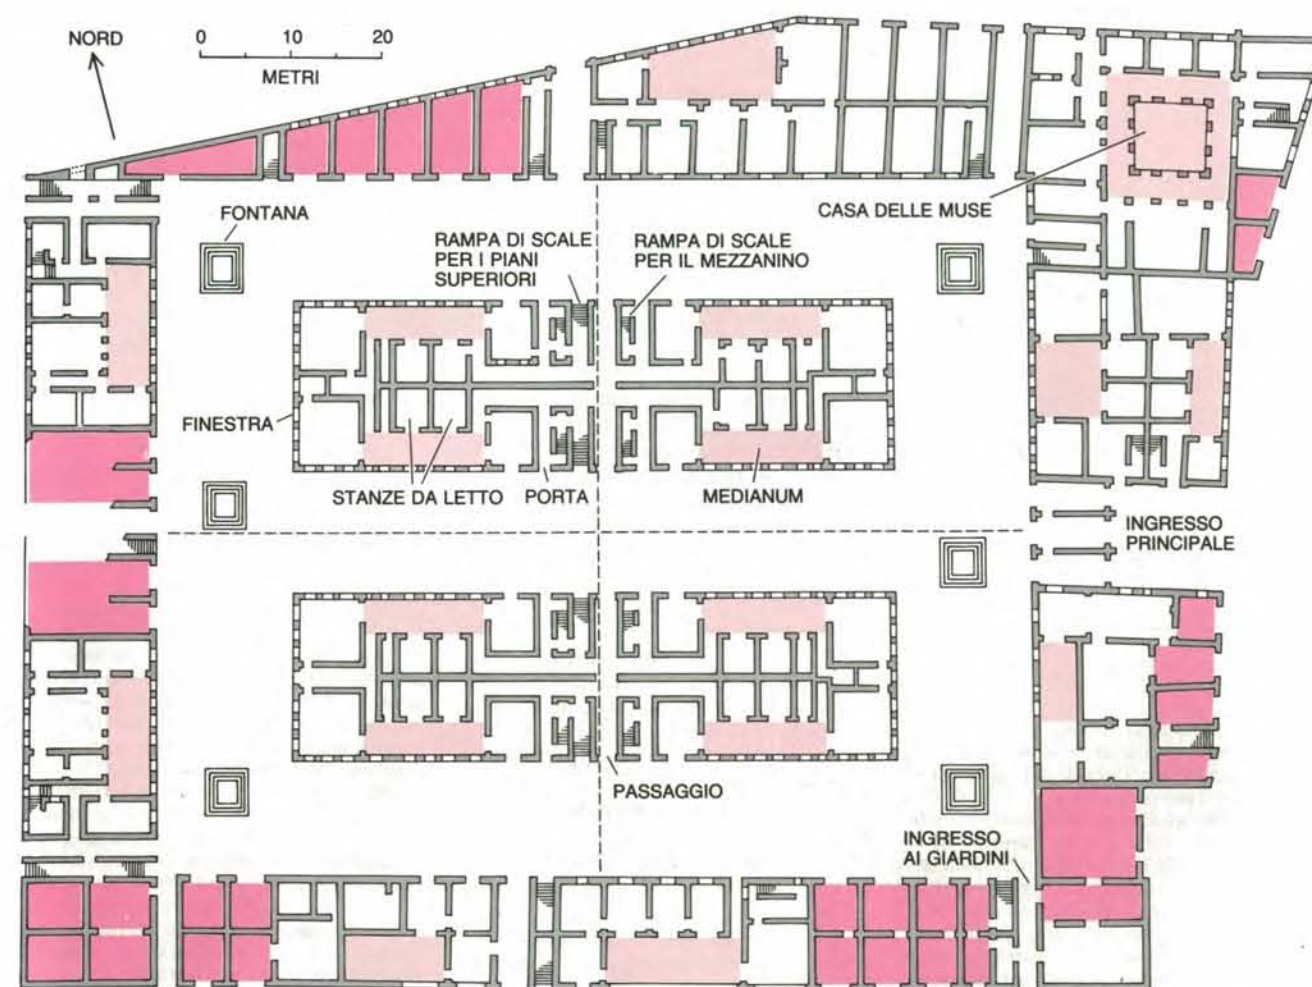 NORD
0 10 20
METRI
FONTANA
RAMPA DI SCALE
PER I PIANI
SUPERIORI
RAMPA DI SCALE
PER IL MEZZANINO
CASA DELLE MUSE
FINESTRA
STANZE DA LETTO
PORTA
MEDIANUM
INGRESSO
PRINCIPALE
PASSAGGIO
INGRESSO
AI GIARDINI